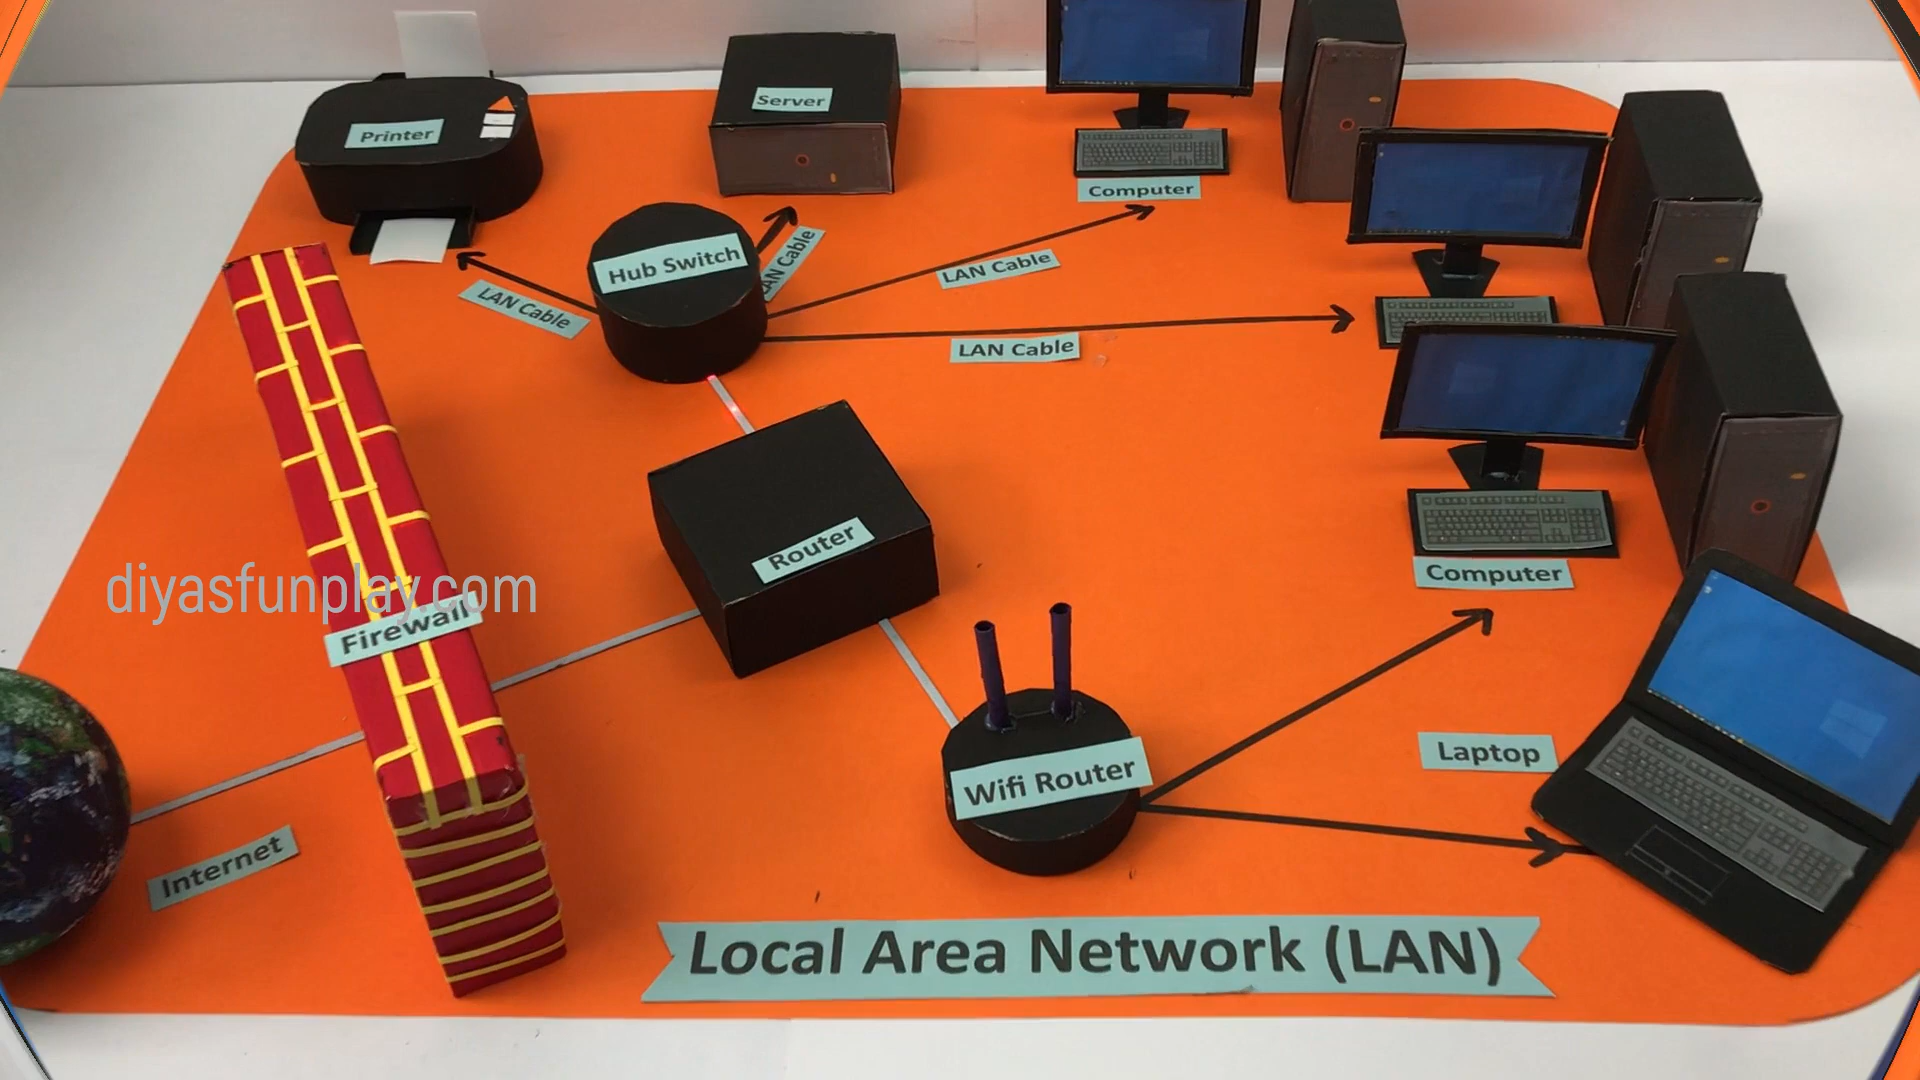 Printer
Server
Computer
Hub Switch
LAN Cable
LAN Cable
LAN Cable
LAN Cable
Router
Computer
diyasfunplay.com
Firewall
Laptop
Wifi Router
Internet
Local Area Network (LAN)